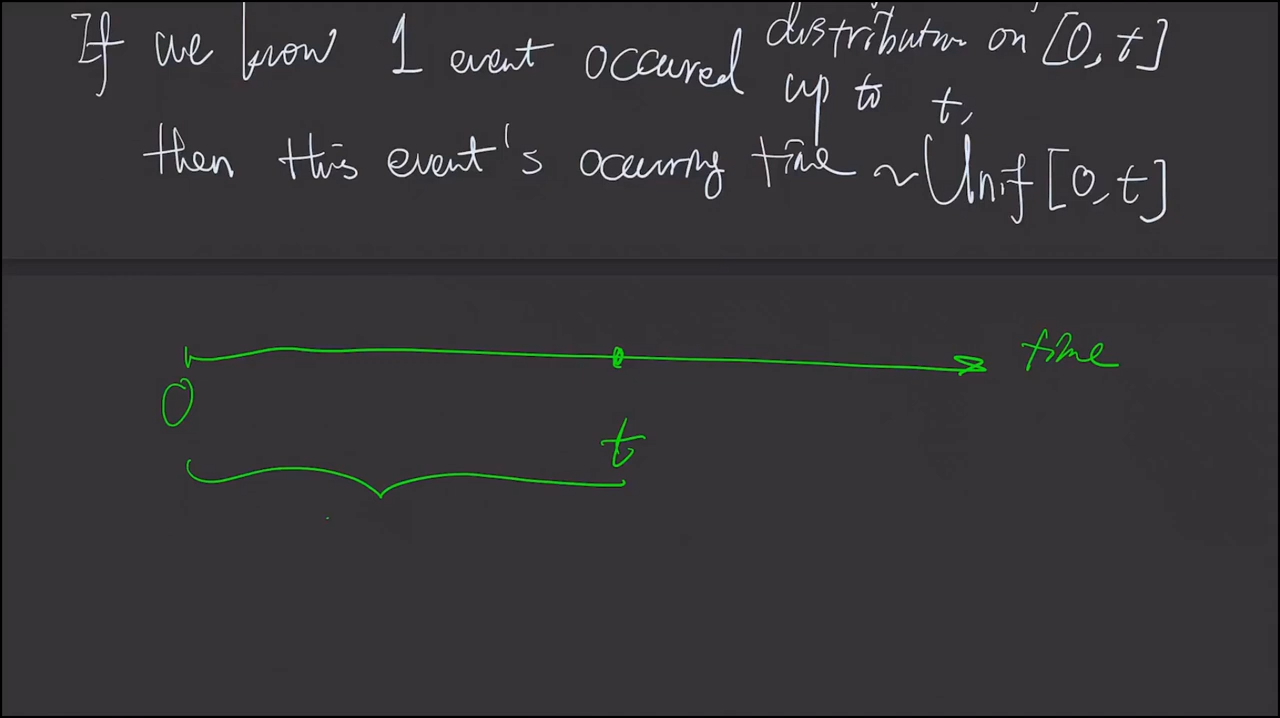 distribution on [0, t]
If we know 1 event occured up to t,
then this event's occurring time ~ Unif [0, t]
time
0
t